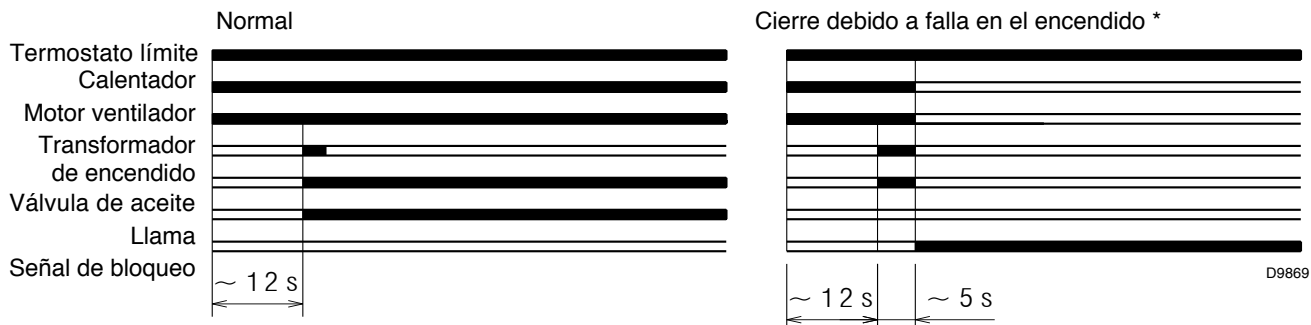 Normal
Cierre debido a falla en el encendido *
Termostato límite
Calentador
Motor ventilador
Transformador
de encendido
Válvula de aceite
Llama
Señal de bloqueo
~ 12 s
~ 12 s
~ 5 s
D9869